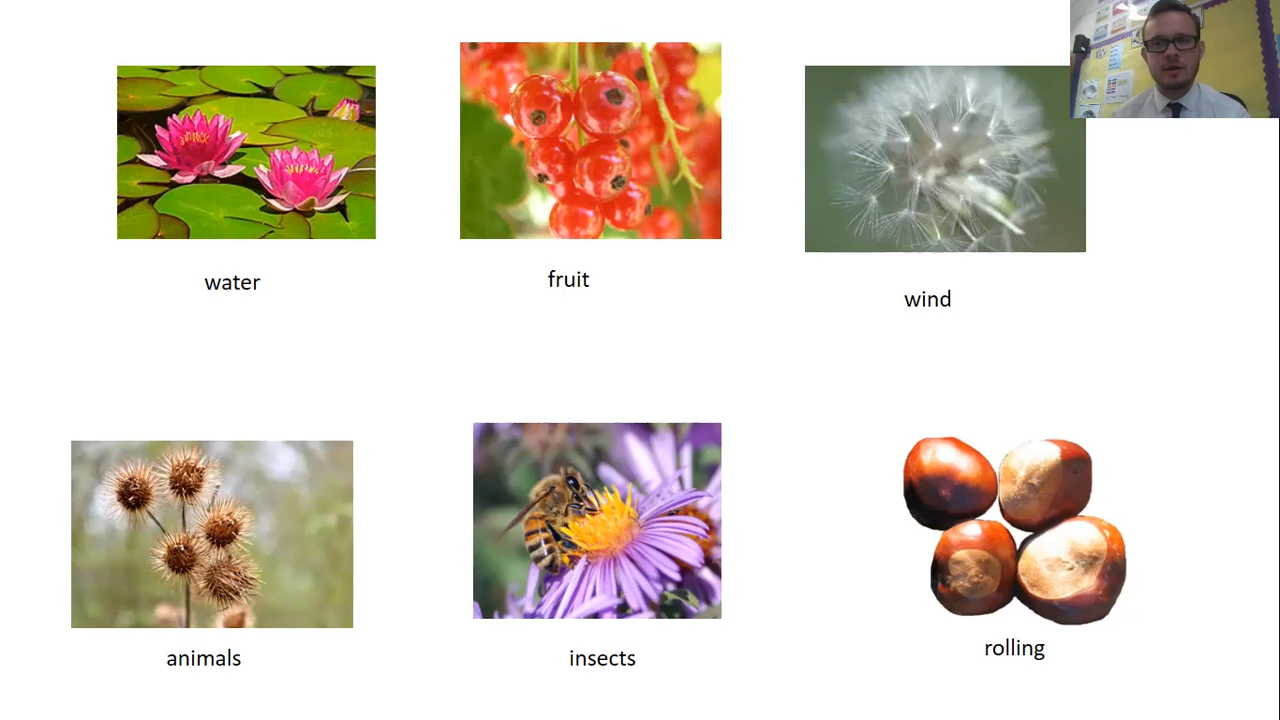 water
fruit
wind
animals
insects
rolling